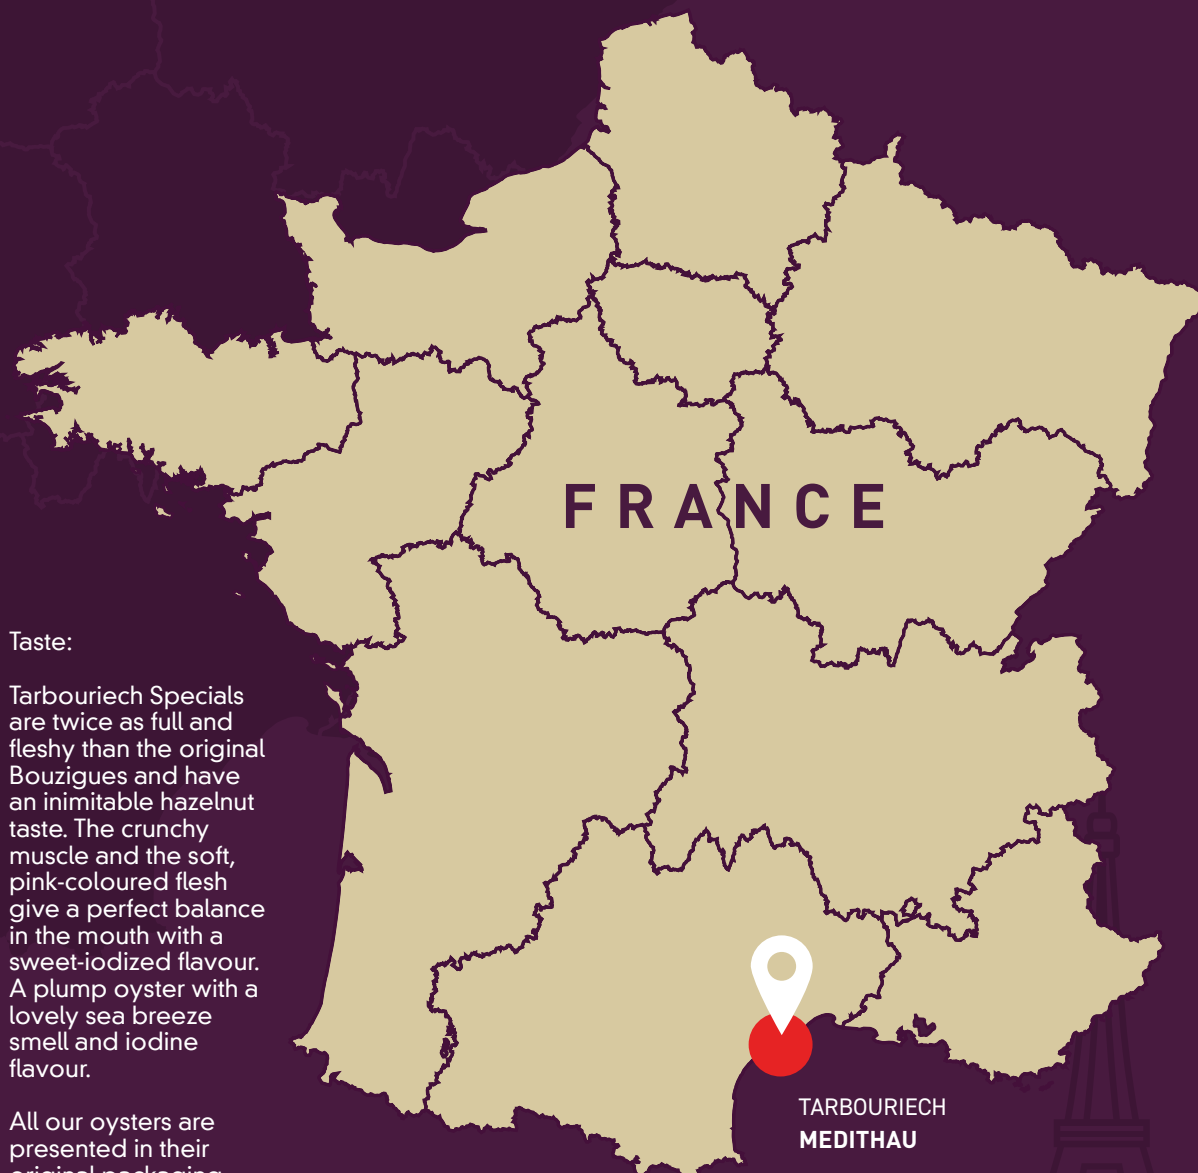 FRANCE
Taste:
Tarbouriech Specials
are twice as full and
fleshy than the original
Bouzigues and have
an inimitable hazelnut
taste. The crunchy
muscle and the soft,
pink-coloured flesh
give a perfect balance
in the mouth with a
sweet-iodized flavour.
A plump oyster with a
lovely sea breeze
smell and iodine
flavour.
All our oysters are
presented in their
original packaging
TARBOURIECH
MEDITHAU